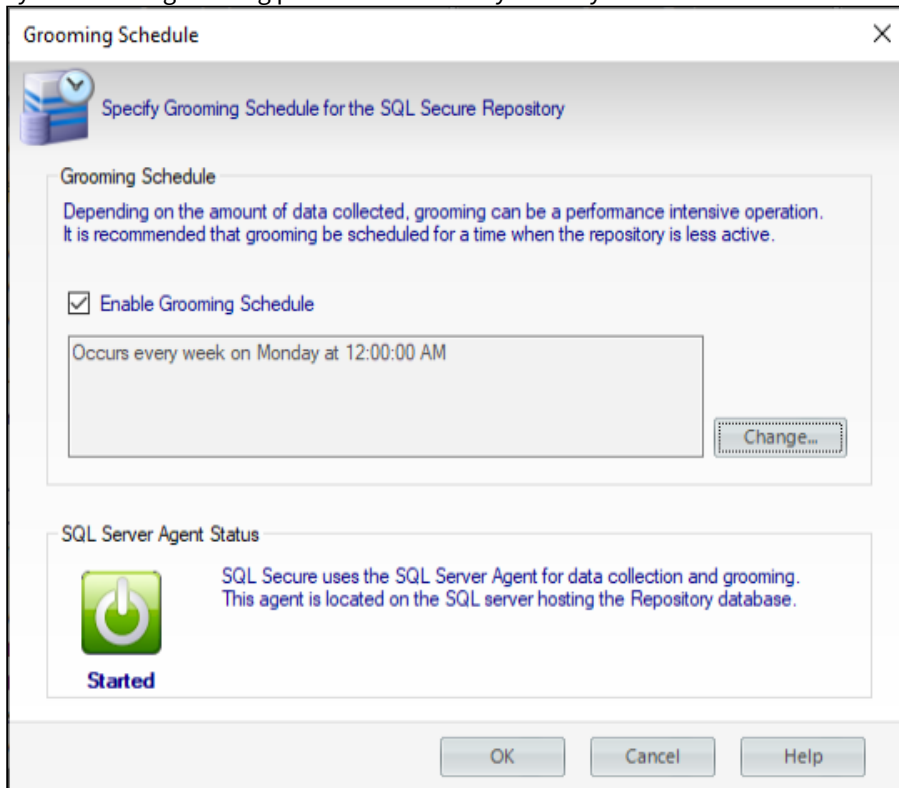 Grooming Schedule
Specify Grooming Schedule for the SQL Secure Repository
Grooming Schedule
Depending on the amount of data collected, grooming can be a performance intensive operation.
It is recommended that grooming be scheduled for a time when the repository is less active.
Enable Grooming Schedule
Occurs every week on Monday at 12:00:00 AM
Change...
SQL Server Agent Status
SQL Secure uses the SQL Server Agent for data collection and grooming.
This agent is located on the SQL server hosting the Repository database.
Started
OK Cancel Help